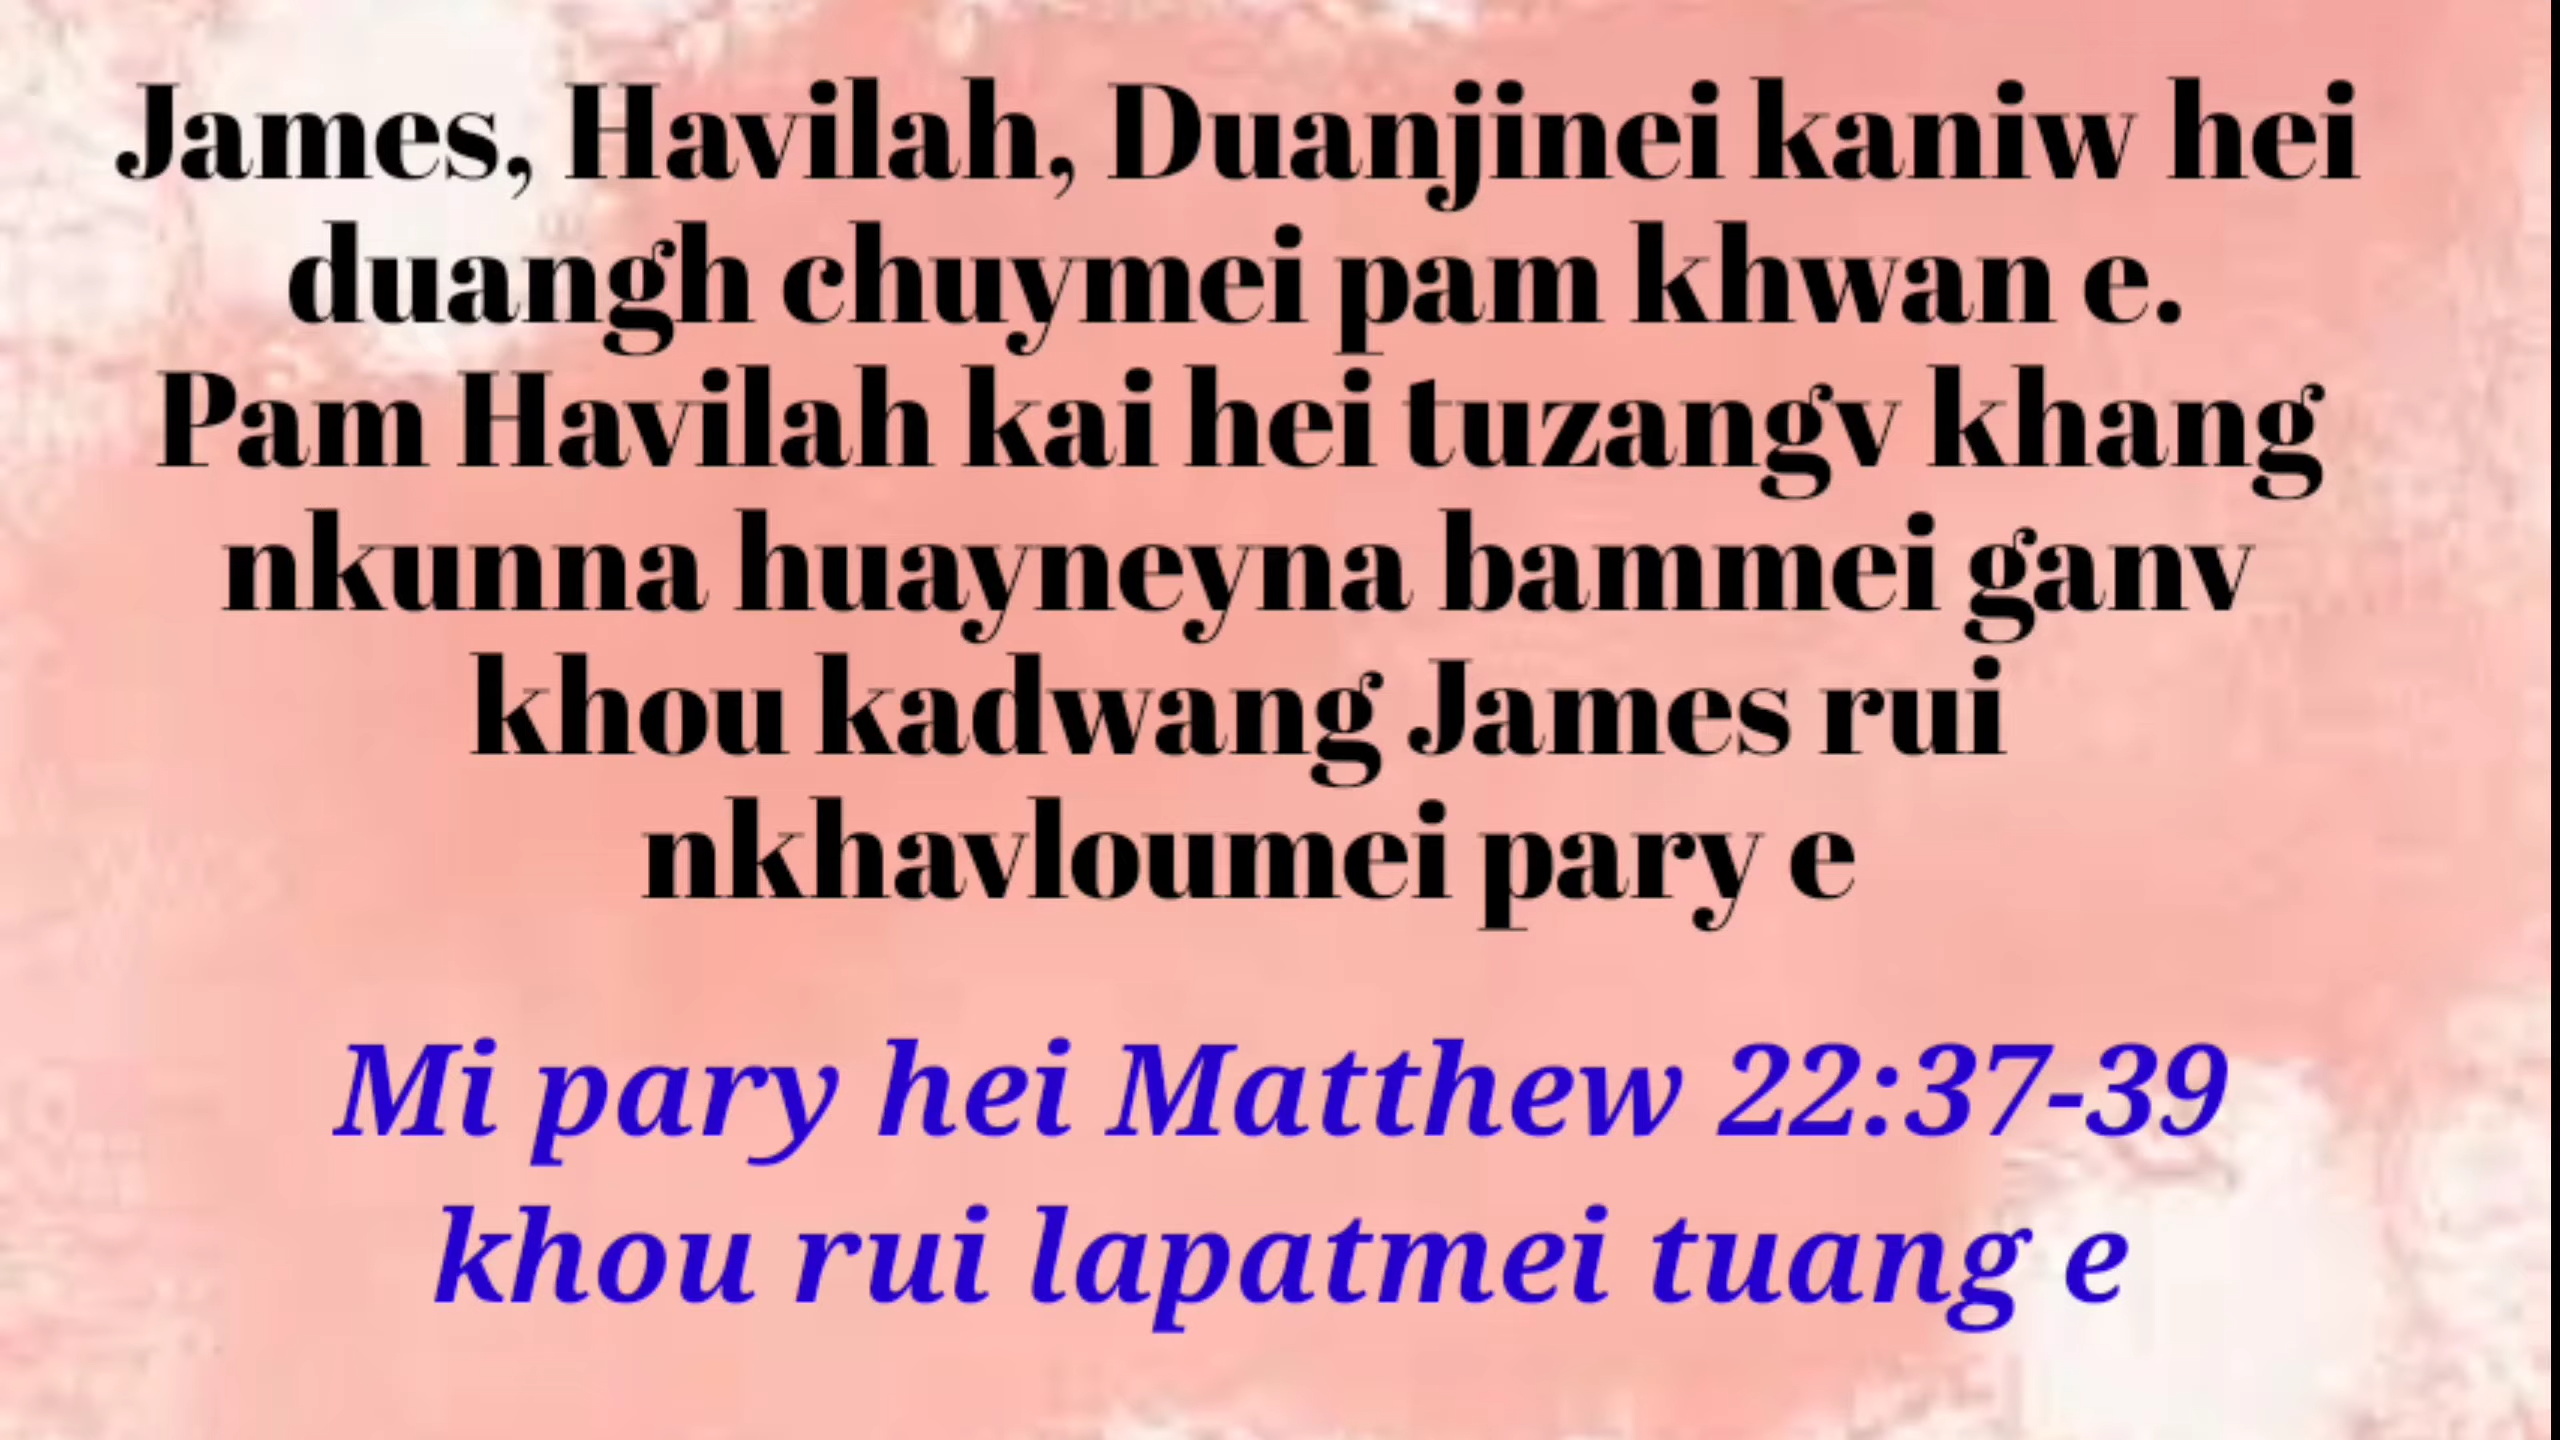 James, Havilah, Duanjinei kaniw hei
duangh chuymei pam khwan e.
Pam Havilah kai hei tuzangv khang
nkunna huayneyna bammei ganv
khou kadwang James rui
nkhavloumei pary e
Mi pary hei Matthew 22:37-39
khou rui lapatmei tuang e